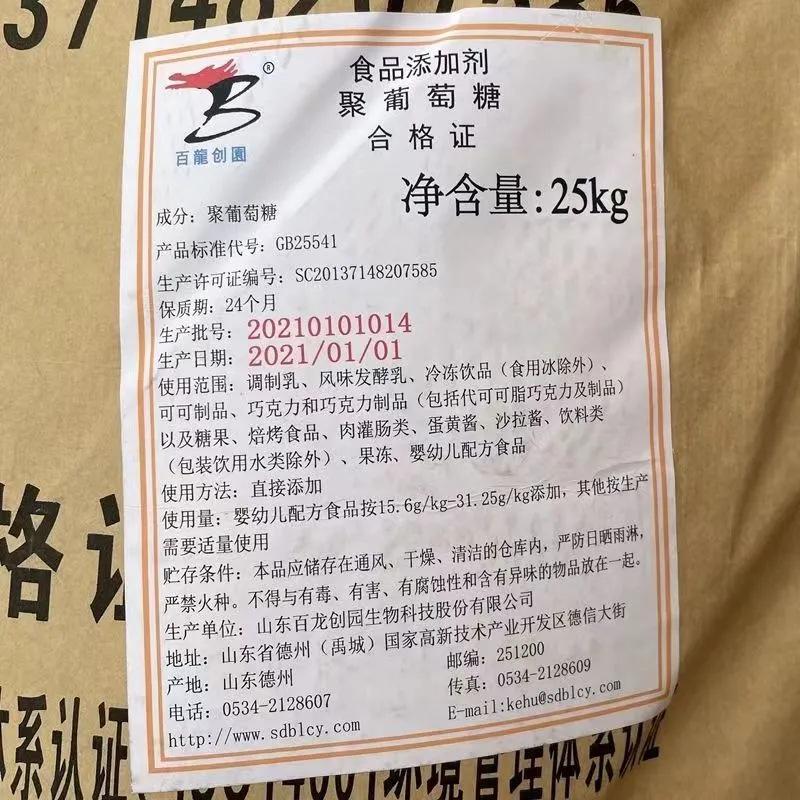 3714820753
食品添加剂
聚葡萄糖
合格证
®
百龍创園
净含量:25kg
成分: 聚葡萄糖
产品标准代号: GB25541
生产许可证编号: SC20137148207585
保质期: 24个月
生产批号: 20210101014
生产日期: 2021/01/01
使用范围: 调制乳、风味发酵乳、冷冻饮品（食用冰除外）、
可可制品、巧克力和巧克力制品（包括代可可脂巧克力及制品）
以及糖果、焙烤食品、肉灌肠类、蛋黄酱、沙拉酱、饮料类
（包装饮用水类除外）、果冻、婴幼儿配方食品
使用方法: 直接添加
使用量: 婴幼儿配方食品按15.6g/kg-31.25g/kg添加，其他按生产
需要适量使用
贮存条件: 本品应储存在通风、干燥、清洁的仓库内，严防日晒雨淋，
严禁火种。不得与有毒、有害、有腐蚀性和含有异味的物品放在一起。
生产单位: 山东百龙创园生物科技股份有限公司
地址: 山东省德州（禹城）国家高新技术产业开发区德信大街
产地: 山东德州
邮编: 251200
电话: 0534-2128607
传真: 0534-2128609
http://www.sdblcy.com
E-mail:kehu@sdblcy.com
格证
体系认证
环境管理体系认证